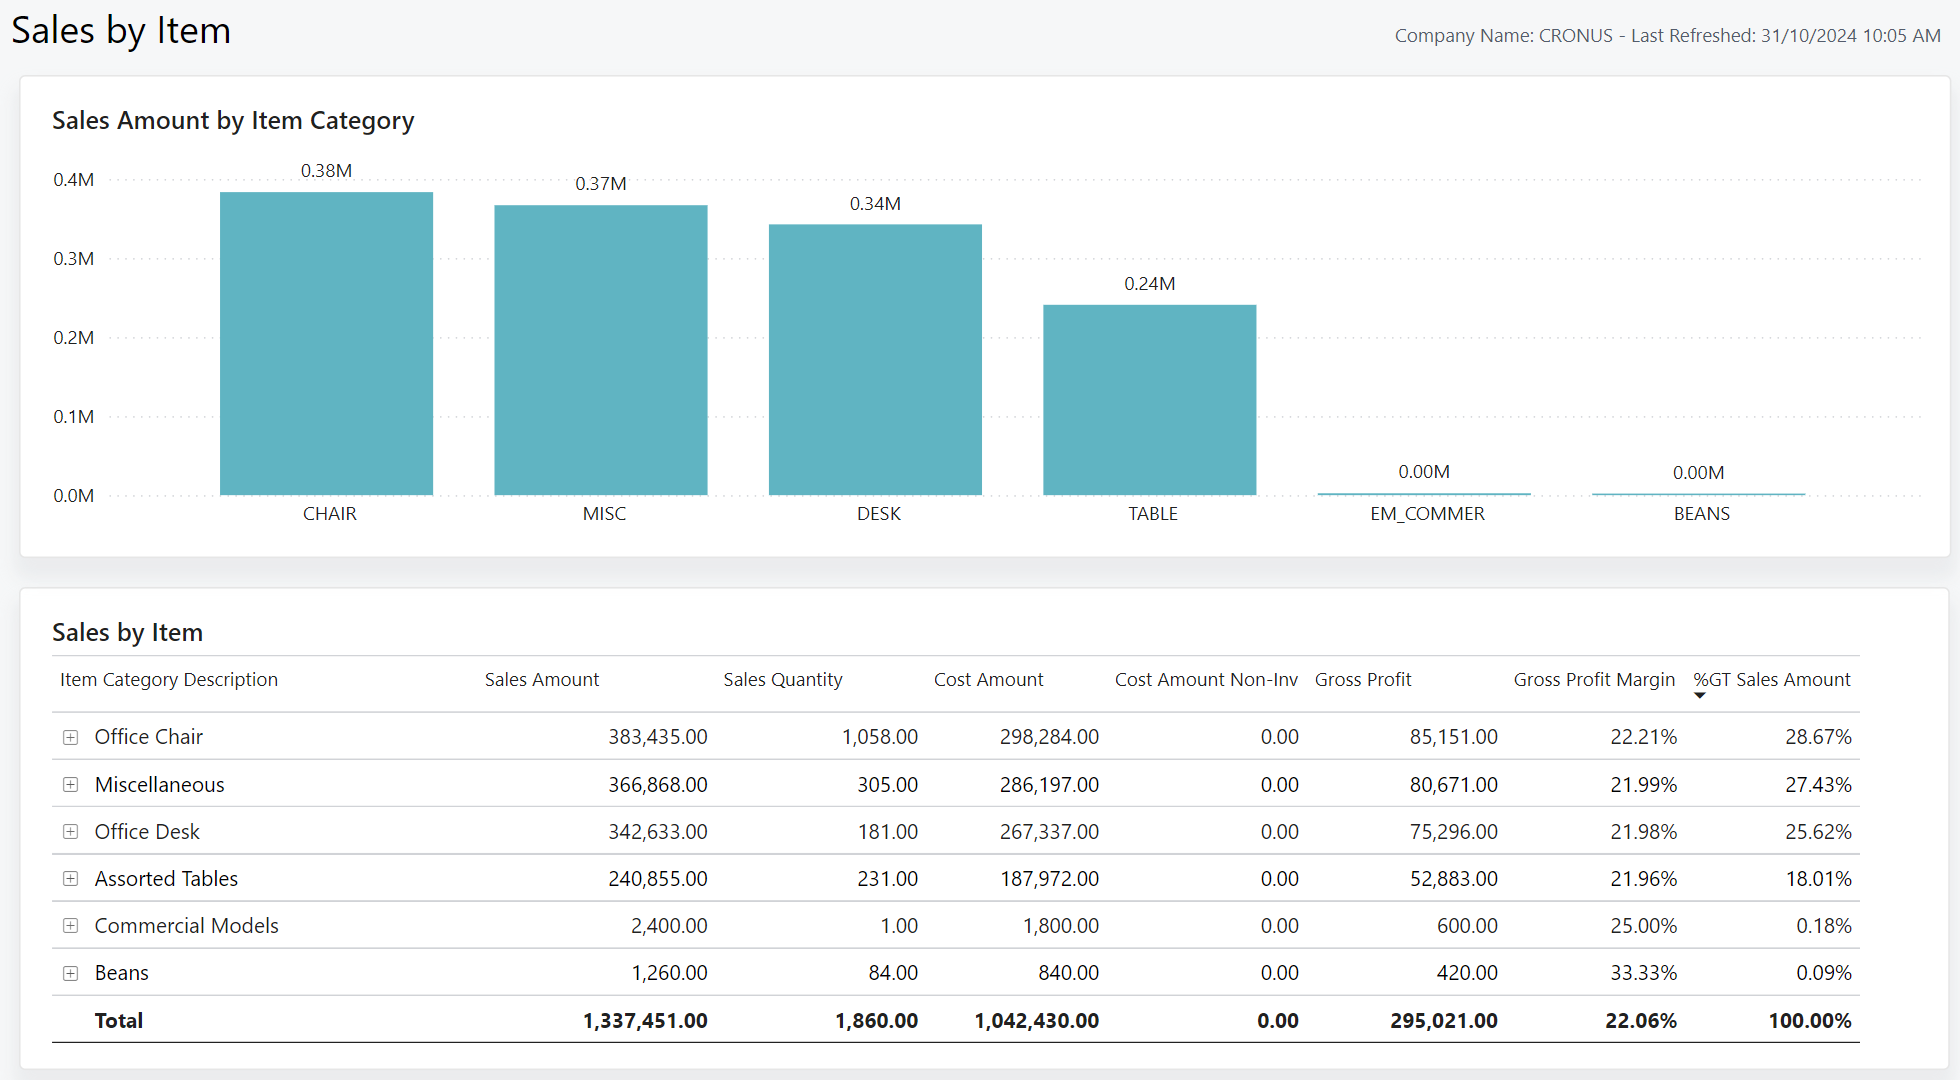 Sales by Item
Company Name: CRONUS - Last Refreshed: 31/10/2024 10:05 AM
Sales Amount by Item Category
0.4M
0.3M
0.2M
0.1M
0.0M
0.38M
0.37M
0.34M
0.24M
0.00M
0.00M
CHAIR MISC DESK TABLE EM_COMMER BEANS
Sales by Item
Item Category Description Sales Amount Sales Quantity Cost Amount Cost Amount Non-Inv Gross Profit Gross Profit Margin %GT Sales Amount
Office Chair 383,435.00 1,058.00 298,284.00 0.00 85,151.00 22.21% 28.67%
Miscellaneous 366,868.00 305.00 286,197.00 0.00 80,671.00 21.99% 27.43%
Office Desk 342,633.00 181.00 267,337.00 0.00 75,296.00 21.98% 25.62%
Assorted Tables 240,855.00 231.00 187,972.00 0.00 52,883.00 21.96% 18.01%
Commercial Models 2,400.00 1.00 1,800.00 0.00 600.00 25.00% 0.18%
Beans 1,260.00 84.00 840.00 0.00 420.00 33.33% 0.09%
Total 1,337,451.00 1,860.00 1,042,430.00 0.00 295,021.00 22.06% 100.00%